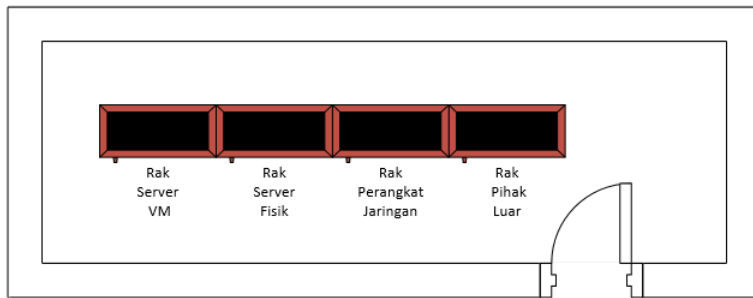 Rak
Server
VM
Rak
Server
Fisik
Rak
Perangkat
Jaringan
Rak
Pihak
Luar